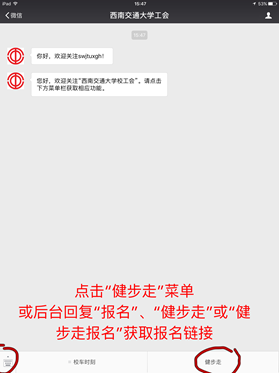 iPad
15:47
53%
微信
西南交通大学工会
15:47
你好，欢迎关注swjtuxgh！
您好，欢迎关注“西南交通大学校工会”。请点击
下方菜单栏获取相应功能。
点击“健步走”菜单
或后台回复“报名”、“健步走”或“健
步走报名”获取报名链接
校车时刻
健步走